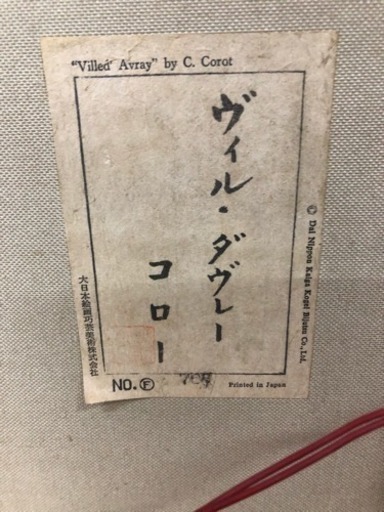 "Villed' Avray" by C. Corot
ヴィル・ダヴレー
コロー
© Dai Nippon Kaiga Kogei Bijutsu Co., Ltd.
大日本絵画巧芸美術株式会社
NO. Ⓕ
Printed in Japan